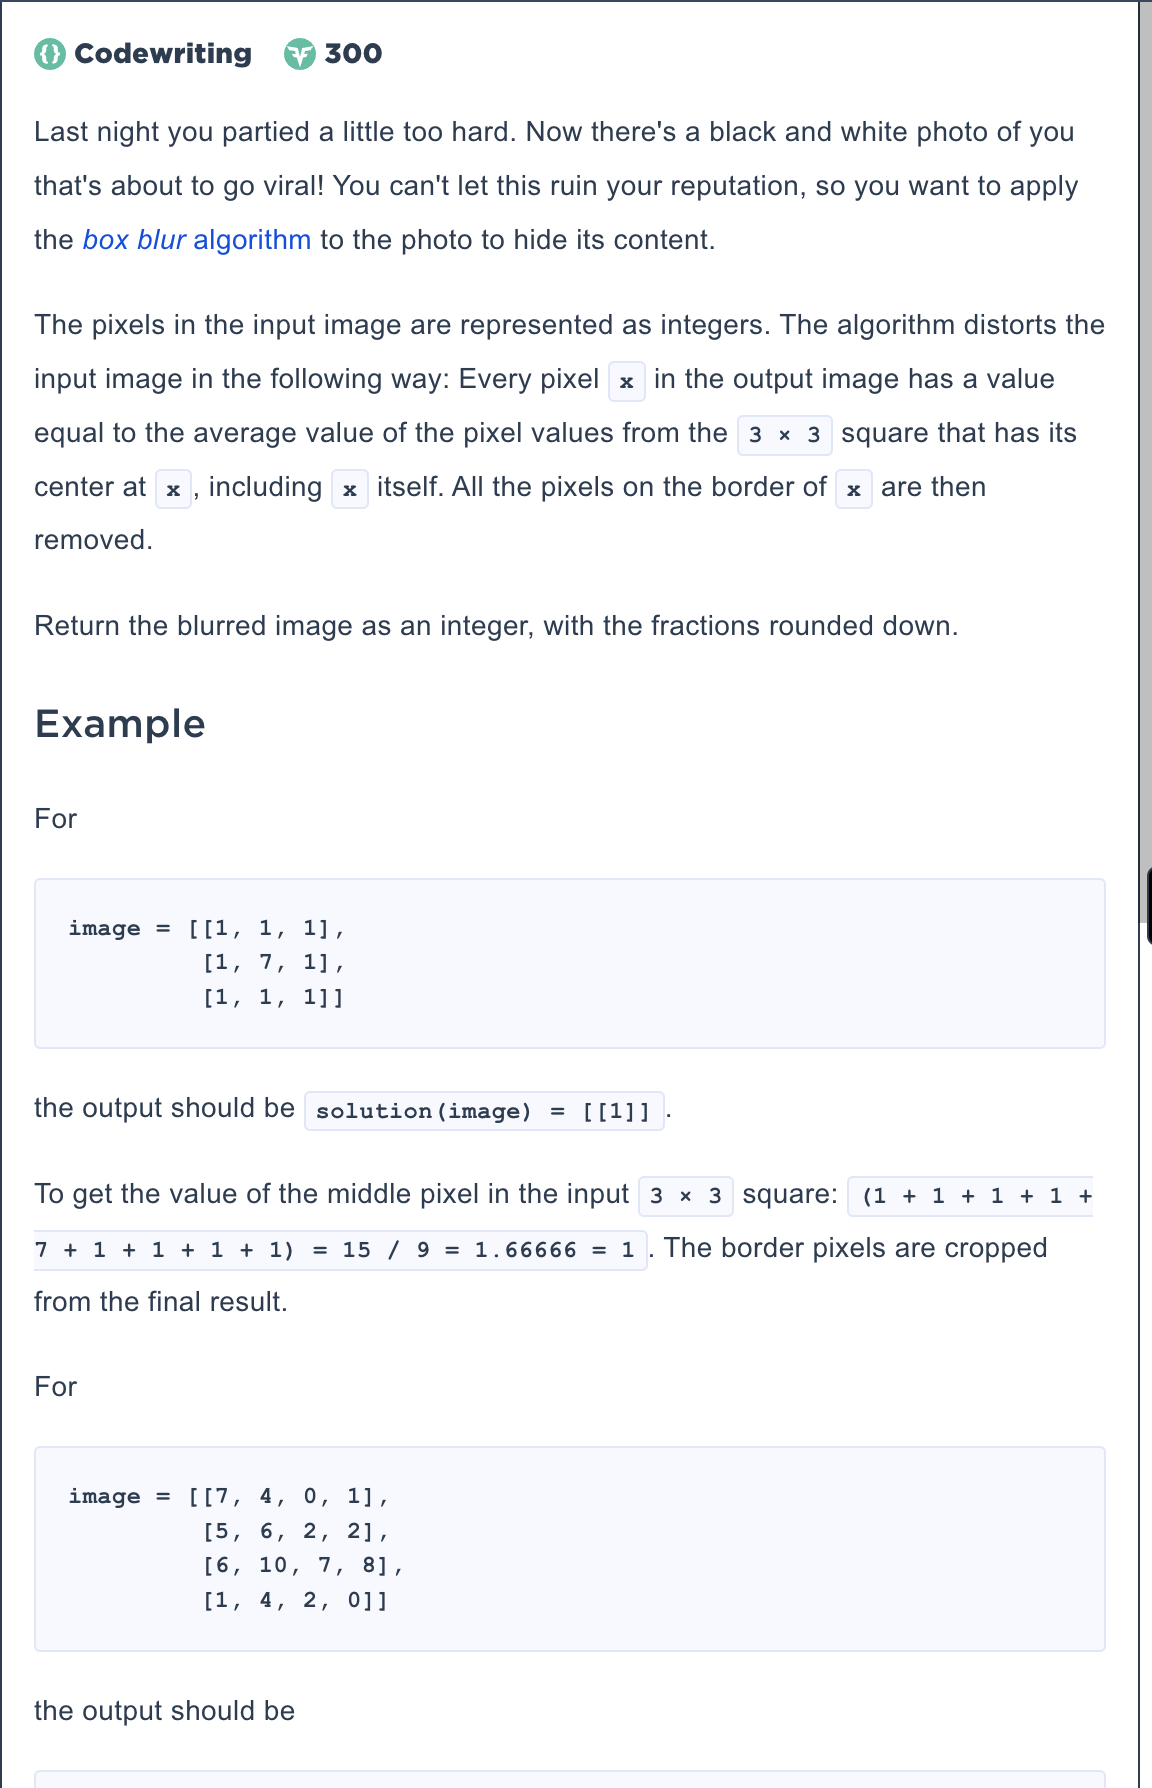 Codewriting 300
Last night you partied a little too hard. Now there's a black and white photo of you
that's about to go viral! You can't let this ruin your reputation, so you want to apply
the box blur algorithm to the photo to hide its content.
The pixels in the input image are represented as integers. The algorithm distorts the
input image in the following way: Every pixel x in the output image has a value
equal to the average value of the pixel values from the 3 × 3 square that has its
center at x, including x itself. All the pixels on the border of x are then
removed.
Return the blurred image as an integer, with the fractions rounded down.
Example
For
image = [[1, 1, 1],
[1, 7, 1],
[1, 1, 1]]
the output should be solution(image) = [[1]].
To get the value of the middle pixel in the input 3 × 3 square: (1 + 1 + 1 + 1 +
7 + 1 + 1 + 1 + 1) = 15 / 9 = 1.66666 = 1. The border pixels are cropped
from the final result.
For
image = [[7, 4, 0, 1],
[5, 6, 2, 2],
[6, 10, 7, 8],
[1, 4, 2, 0]]
the output should be